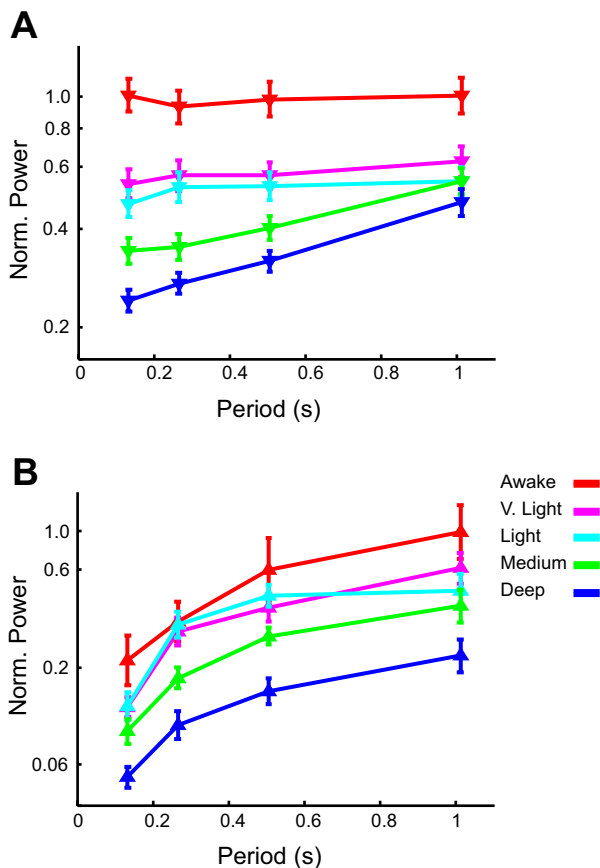 A
Norm. Power
1.0
0.8
0.6
0.4
0.2
0
0.2
0.4
0.6
0.8
1
Period (s)
B
Norm. Power
1.0
0.6
0.2
0.06
0
0.2
0.4
0.6
0.8
1
Period (s)
Awake
V. Light
Light
Medium
Deep